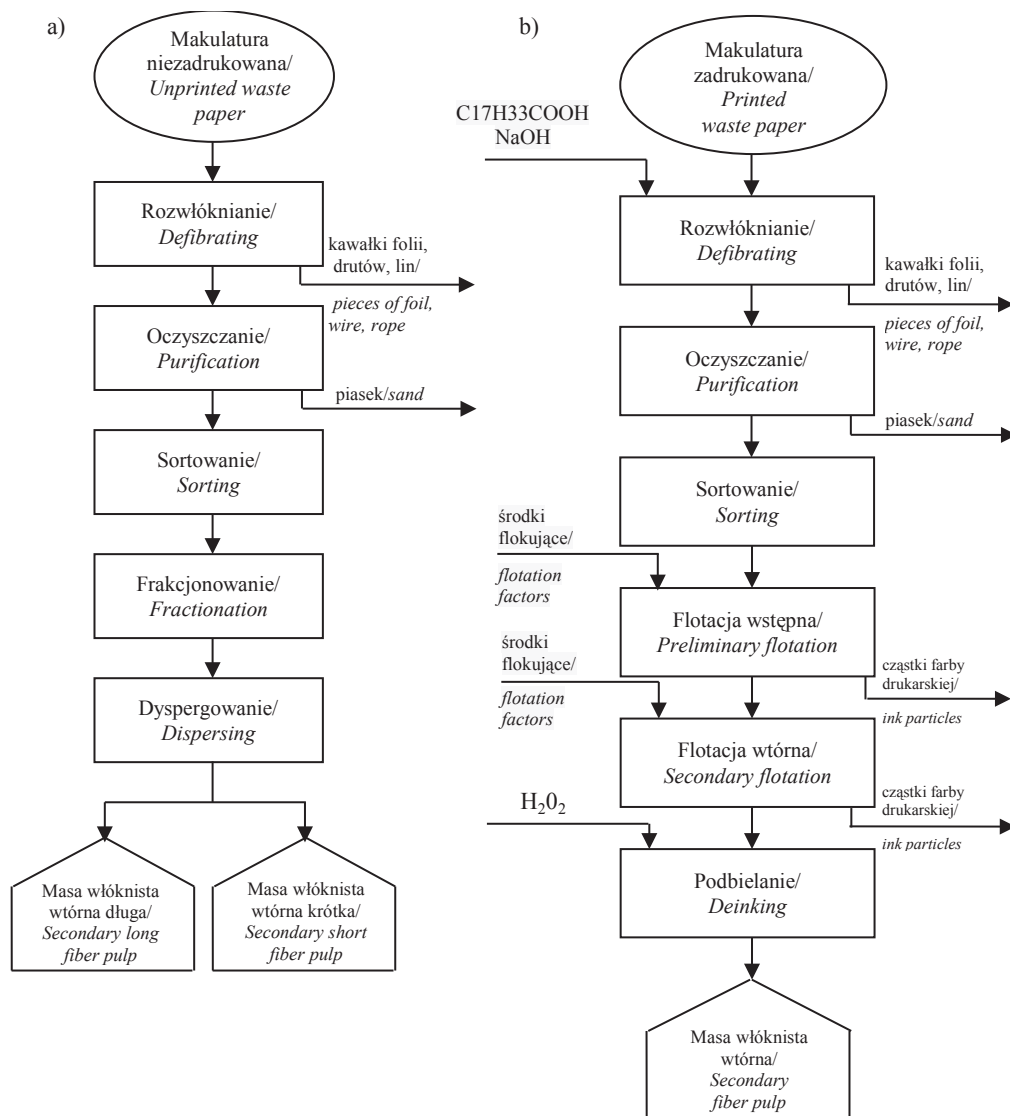 a)
Makulatura
niezadrukowana/
Unprinted waste
paper
Rozwłóknianie/
Defibrating
kawałki folii,
drutów, lin/
pieces of foil,
wire, rope
Oczyszczanie/
Purification
piasek/sand
Sortowanie/
Sorting
Frakcjonowanie/
Fractionation
Dyspergowanie/
Dispersing
Masa włóknista
wtórna długa/
Secondary long
fiber pulp
Masa włóknista
wtórna krótka/
Secondary short
fiber pulp
b)
Makulatura
zadrukowana/
Printed
waste paper
C17H33COOH
NaOH
Rozwłóknianie/
Defibrating
kawałki folii,
drutów, lin/
pieces of foil,
wire, rope
Oczyszczanie/
Purification
piasek/sand
Sortowanie/
Sorting
środki
flokujące/
flotation
factors
Flotacja wstępna/
Preliminary flotation
cząstki farby
drukarskiej/
ink particles
środki
flokujące/
flotation
factors
Flotacja wtórna/
Secondary flotation
cząstki farby
drukarskiej/
ink particles
H₂0₂
Podbielanie/
Deinking
Masa włóknista
wtórna/
Secondary
fiber pulp